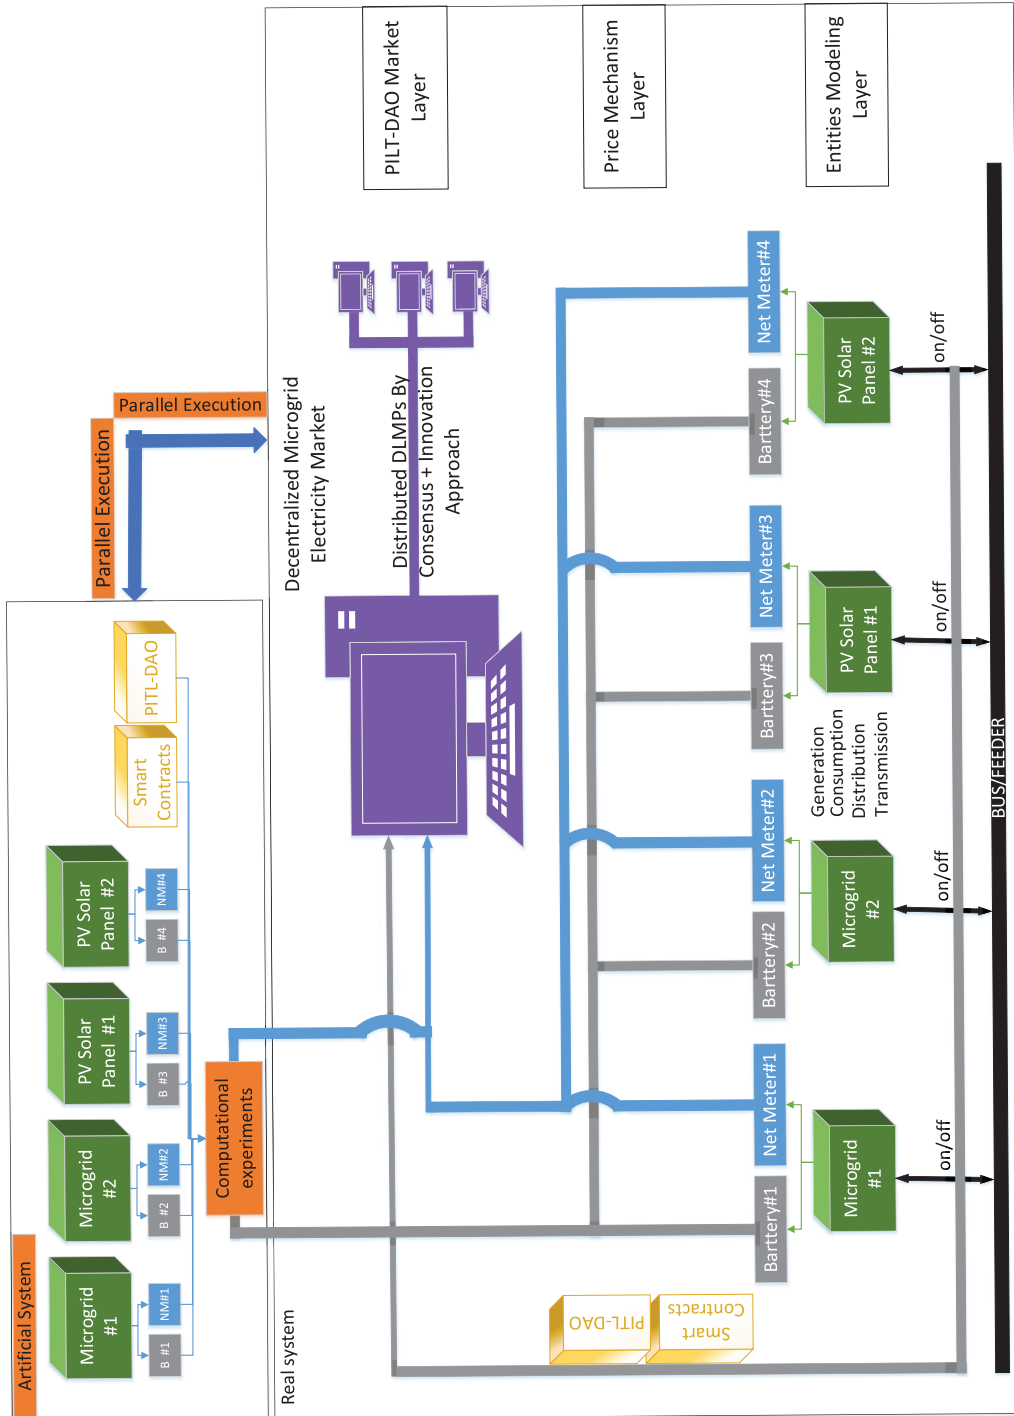 Artificial System
Microgrid
#1
B #1
NM#1
Microgrid
#2
B #2
NM#2
PV Solar
Panel #1
B #3
NM#3
PV Solar
Panel #2
B #4
NM#4
Smart
Contracts
PITL-DAO
Computational
experiments
Parallel Execution
Parallel Execution
Real system
Decentralized Microgrid
Electricity Market
Distributed DLMPs By
Consensus + Innovation
Approach
PILT-DAO Market
Layer
PITL-DAO
Smart
Contracts
Price Mechanism
Layer
Barttery#1
Net Meter#1
Barttery#2
Net Meter#2
Barttery#3
Net Meter#3
Barttery#4
Net Meter#4
Microgrid
#1
Microgrid
#2
Generation
Consumption
Distribution
Transmission
PV Solar
Panel #1
PV Solar
Panel #2
Entities Modeling
Layer
on/off
on/off
on/off
on/off
BUS/FEEDER